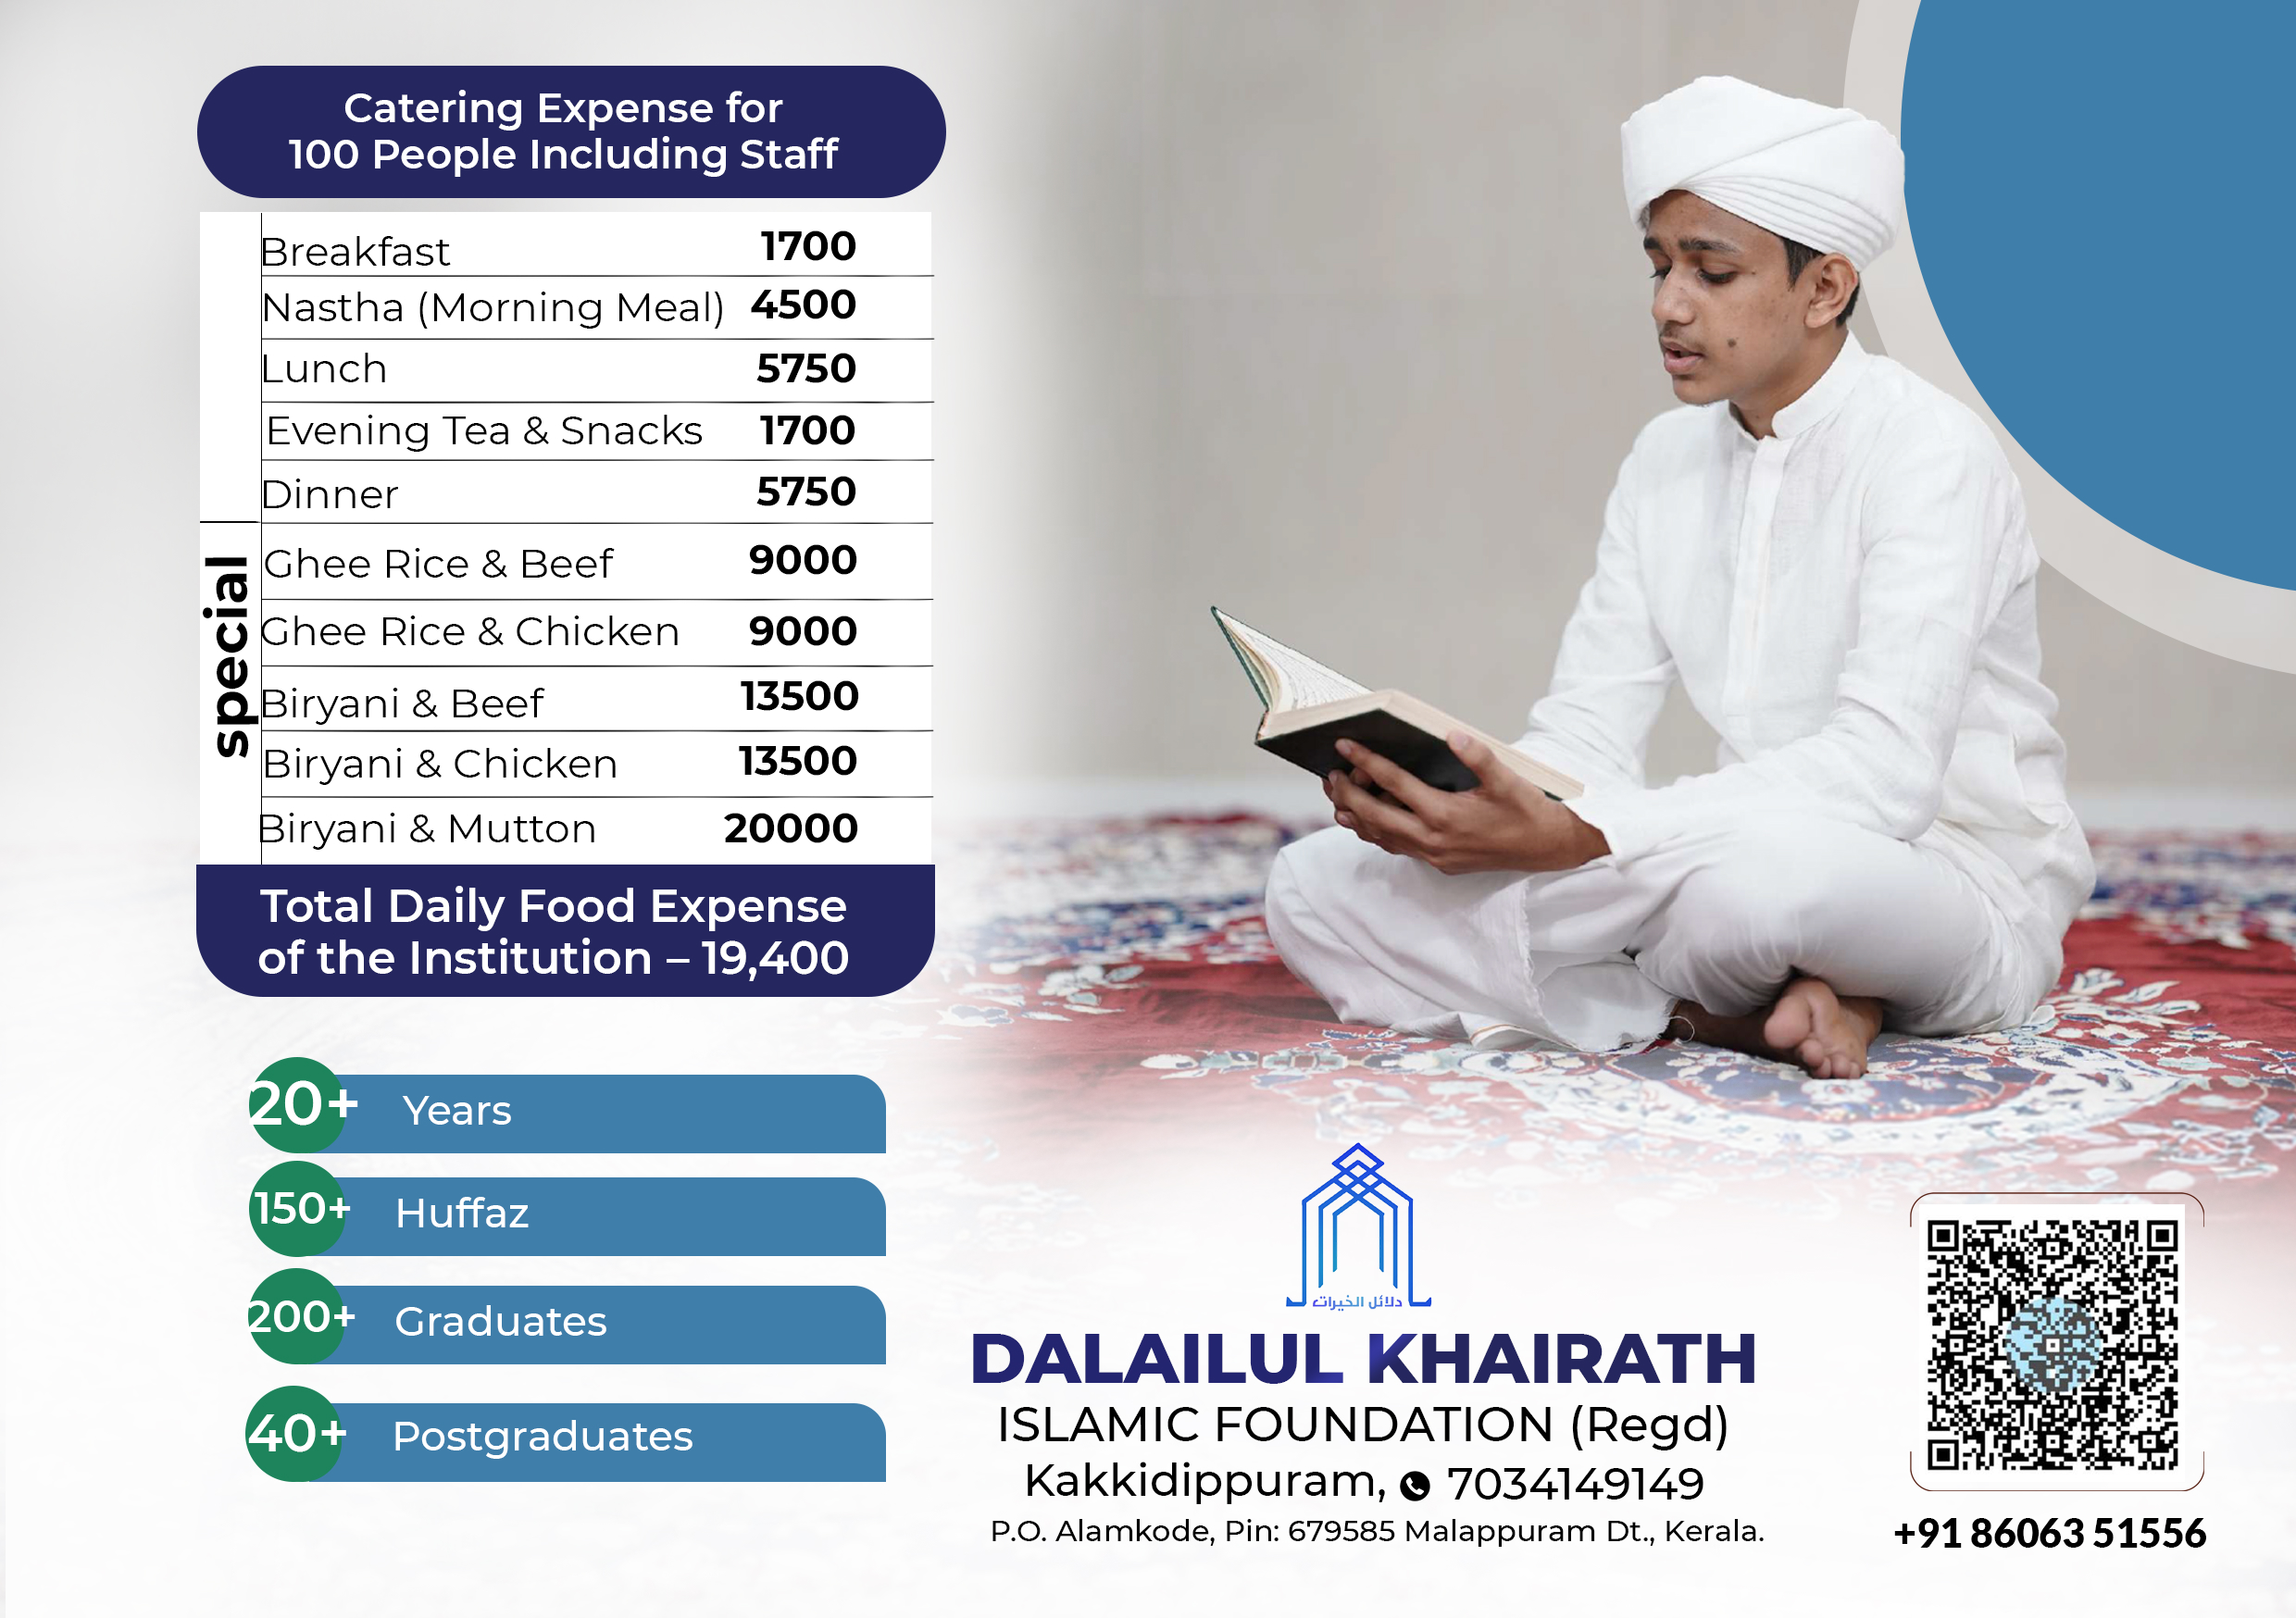 Catering Expense for
100 People Including Staff
Breakfast 1700
Nastha (Morning Meal) 4500
Lunch 5750
Evening Tea & Snacks 1700
Dinner 5750
special
Ghee Rice & Beef 9000
Ghee Rice & Chicken 9000
Biryani & Beef 13500
Biryani & Chicken 13500
Biryani & Mutton 20000
Total Daily Food Expense
of the Institution – 19,400
20+ Years
150+ Huffaz
200+ Graduates
40+ Postgraduates
دلائل الخيرات
DALAILUL KHAIRATH
ISLAMIC FOUNDATION (Regd)
Kakkidippuram, 7034149149
P.O. Alamkode, Pin: 679585 Malappuram Dt., Kerala.
+91 86063 51556